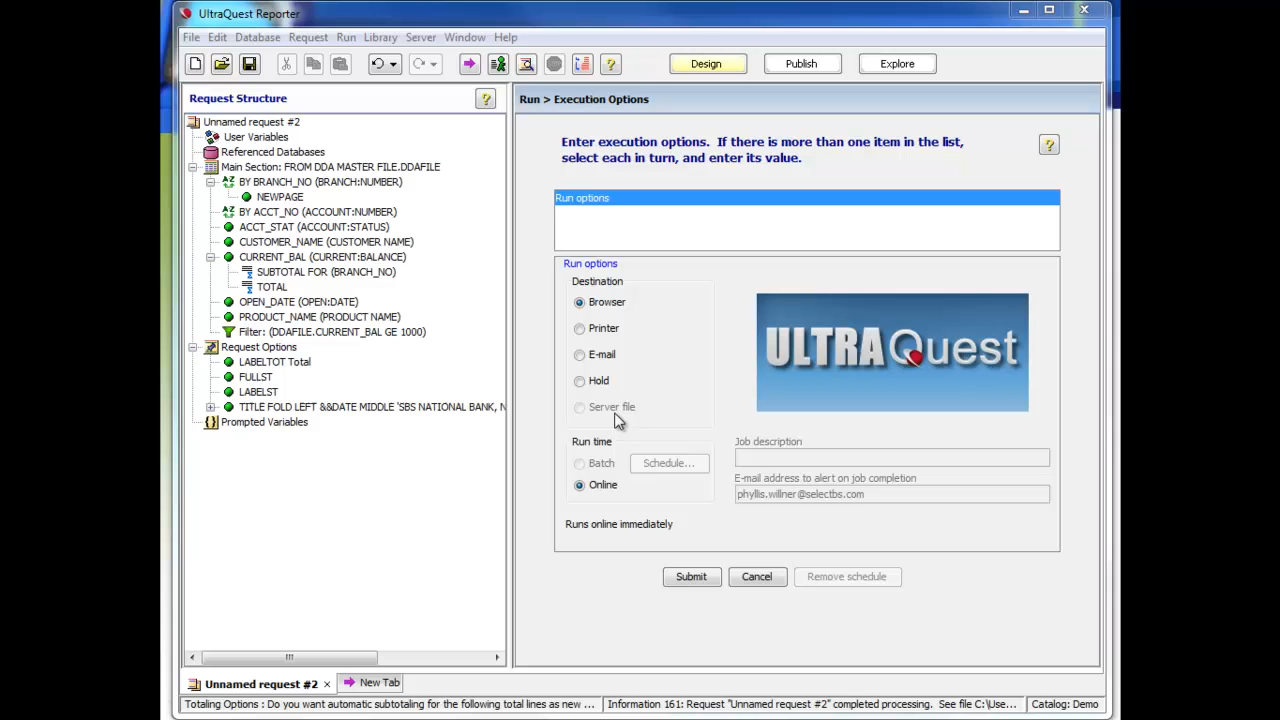 UltraQuest Reporter
File Edit Database Request Run Library Server Window Help
Design Publish Explore
Request Structure
?
Unnamed request #2
User Variables
Referenced Databases
Main Section: FROM DDA MASTER FILE.DDAFILE
BY BRANCH_NO (BRANCH:NUMBER)
NEWPAGE
BY ACCT_NO (ACCOUNT:NUMBER)
ACCT_STAT (ACCOUNT:STATUS)
CUSTOMER_NAME (CUSTOMER NAME)
CURRENT_BAL (CURRENT:BALANCE)
SUBTOTAL FOR (BRANCH_NO)
TOTAL
OPEN_DATE (OPEN:DATE)
PRODUCT_NAME (PRODUCT NAME)
Filter: (DDAFILE.CURRENT_BAL GE 1000)
Request Options
LABELTOT Total
FULLST
LABELST
TITLE FOLD LEFT &&DATE MIDDLE 'SBS NATIONAL BANK, N
Prompted Variables
Run > Execution Options
Enter execution options. If there is more than one item in the list,
select each in turn, and enter its value.
?
Run options
Run options
Destination
Browser
Printer
E-mail
Hold
Server file
ULTRAQuest
Run time
Batch
Schedule...
Online
Runs online immediately
Job description
E-mail address to alert on job completion
phyllis.willner@selectbs.com
Submit Cancel Remove schedule
Unnamed request #2 × New Tab
Totaling Options : Do you want automatic subtotaling for the following total lines as new ... Information 161: Request "Unnamed request #2" completed processing. See file C:\Use... Catalog: Demo